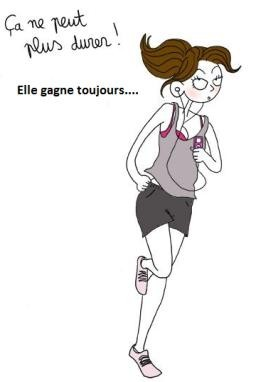 Ça ne peut
plus durer !
Elle gagne toujours....